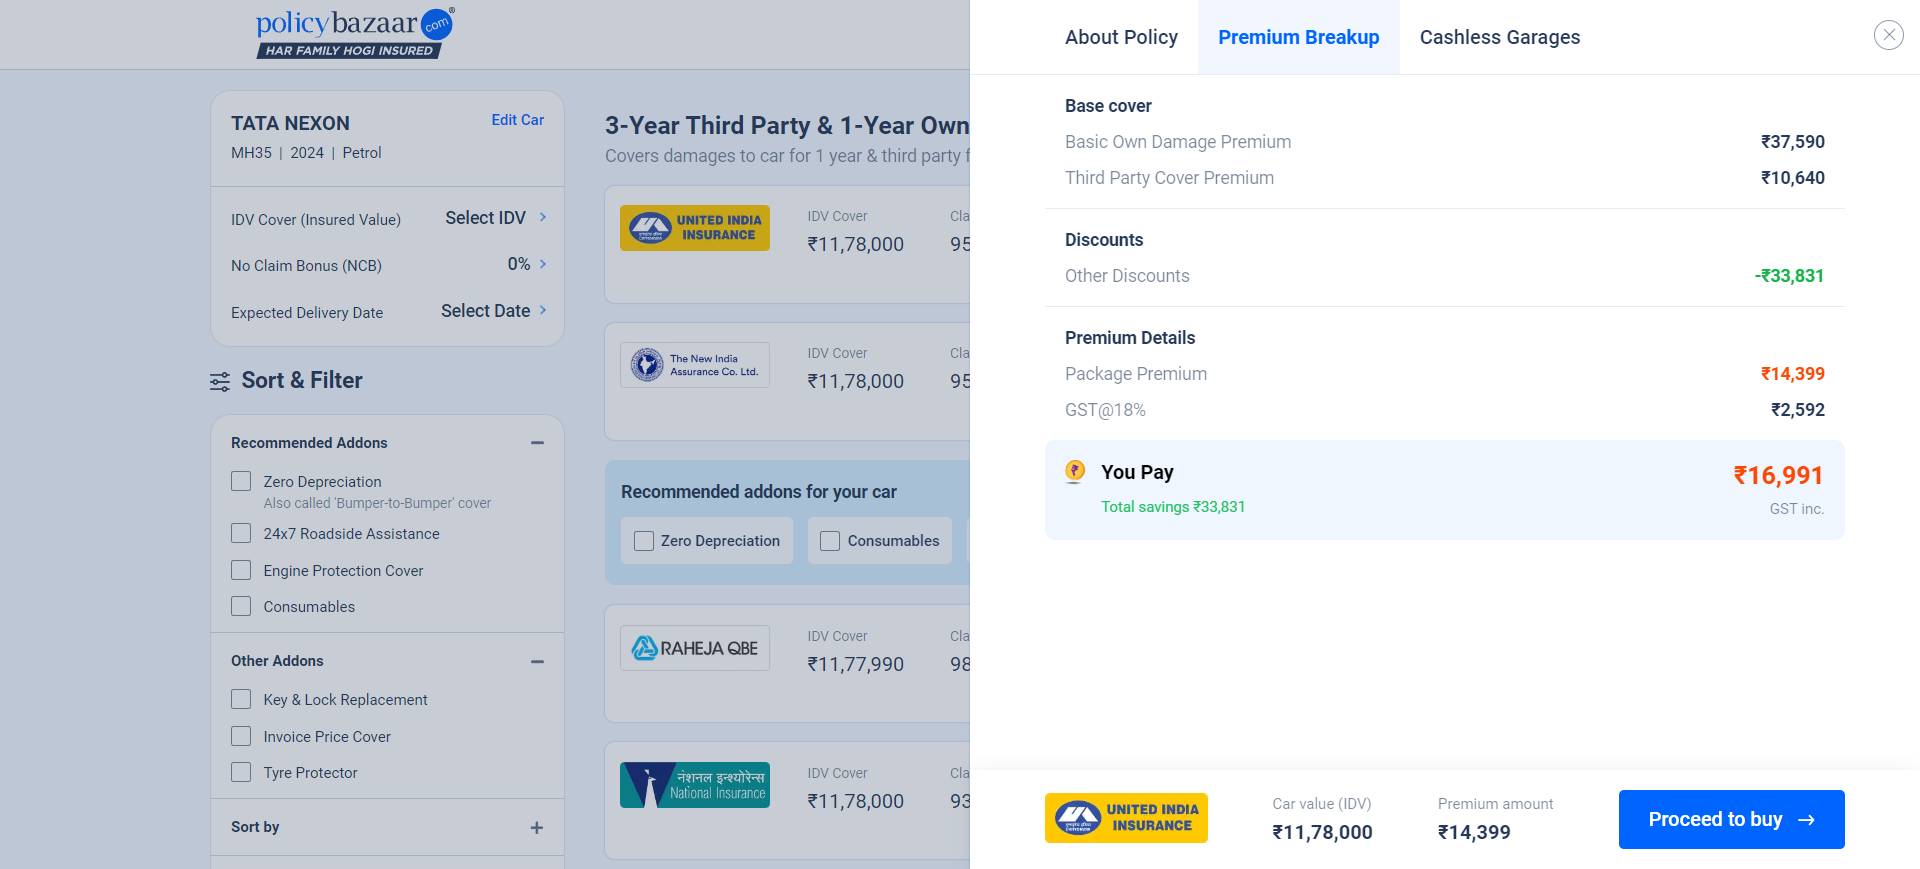 policybazaar com
HAR FAMILY HOGI INSURED
TATA NEXON
Edit Car
MH35 | 2024 | Petrol
IDV Cover (Insured Value)
Select IDV
No Claim Bonus (NCB)
0%
Expected Delivery Date
Select Date
Sort & Filter
Recommended Addons
Zero Depreciation
Also called 'Bumper-to-Bumper' cover
24x7 Roadside Assistance
Engine Protection Cover
Consumables
Other Addons
Key & Lock Replacement
Invoice Price Cover
Tyre Protector
Sort by
3-Year Third Party & 1-Year Own
Covers damages to car for 1 year & third party f
UNITED INDIA
INSURANCE
IDV Cover
₹11,78,000
Cla
95
The New India
Assurance Co. Ltd.
IDV Cover
₹11,78,000
Cla
95
Recommended addons for your car
Zero Depreciation
Consumables
RAHEJA QBE
IDV Cover
₹11,77,990
Cla
98
नेशनल इन्श्योरेन्स
National Insurance
IDV Cover
₹11,78,000
Cla
93
About Policy
Premium Breakup
Cashless Garages
Base cover
Basic Own Damage Premium
₹37,590
Third Party Cover Premium
₹10,640
Discounts
Other Discounts
-₹33,831
Premium Details
Package Premium
₹14,399
GST@18%
₹2,592
You Pay
₹16,991
Total savings ₹33,831
GST inc.
UNITED INDIA
INSURANCE
Car value (IDV)
₹11,78,000
Premium amount
₹14,399
Proceed to buy →